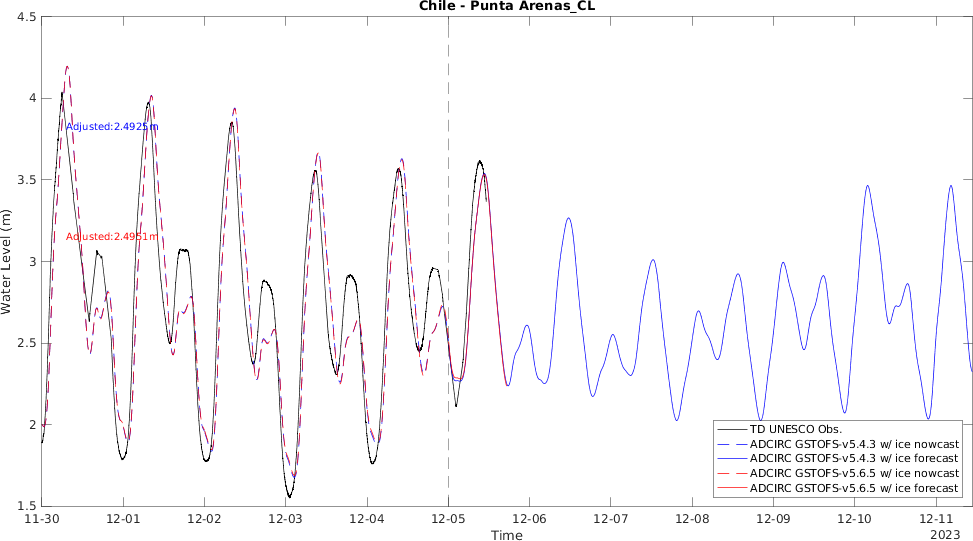 Chile - Punta Arenas_CL
4.5
4
3.5
3
2.5
2
1.5
Water Level (m)
Adjusted:2.4925m
Adjusted:2.4951m
TD UNESCO Obs.
ADCIRC GSTOFS-v5.4.3 w/ ice nowcast
ADCIRC GSTOFS-v5.4.3 w/ ice forecast
ADCIRC GSTOFS-v5.6.5 w/ ice nowcast
ADCIRC GSTOFS-v5.6.5 w/ ice forecast
11-30 12-01 12-02 12-03 12-04 12-05 12-06 12-07 12-08 12-09 12-10 12-11
Time
2023